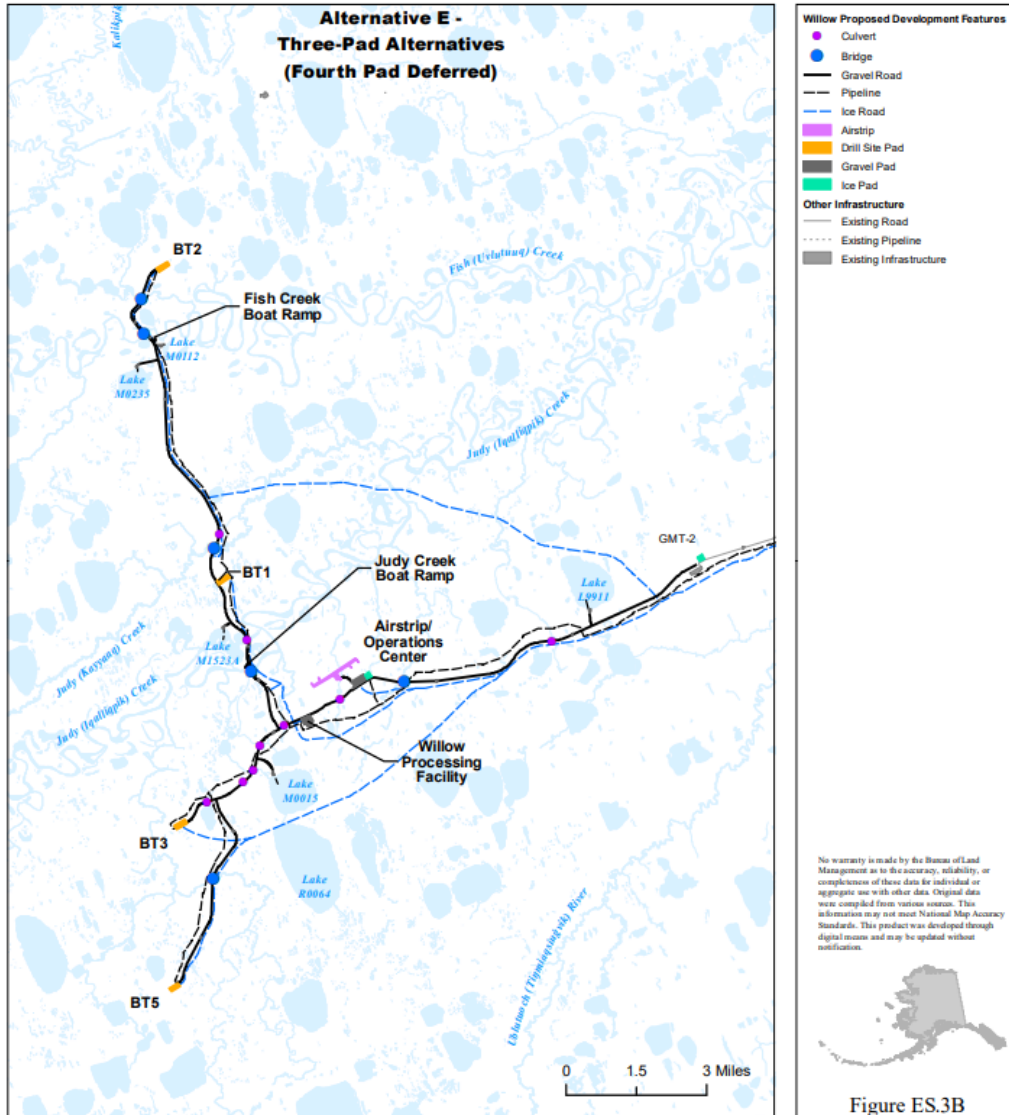 Alternative E -
Three-Pad Alternatives
(Fourth Pad Deferred)
Kalikpik
BT2
Fish (Uvlutuuq) Creek
Fish Creek
Boat Ramp
Lake
M0112
Lake
M0235
Judy (Iqalliqpik) Creek
GMT-2
BT1
Judy Creek
Boat Ramp
Lake
L9911
Airstrip/
Operations
Center
Lake
M1523A
Judy (Kayyaaq) Creek
Judy (Iqalliqpik) Creek
Willow
Processing
Facility
Lake
M0015
BT3
Lake
R0064
Ublutuoch (Tiŋmiaqsiuġvik) River
BT5
0 1.5 3 Miles
Willow Proposed Development Features
Culvert
Bridge
Gravel Road
Pipeline
Ice Road
Airstrip
Drill Site Pad
Gravel Pad
Ice Pad
Other Infrastructure
Existing Road
Existing Pipeline
Existing Infrastructure
No warranty is made by the Bureau of Land
Management as to the accuracy, reliability, or
completeness of these data for individual or
aggregate use with other data. Original data
were compiled from various sources. This
information may not meet National Map Accuracy
Standards. This product was developed through
digital means and may be updated without
notification.
Figure ES.3B